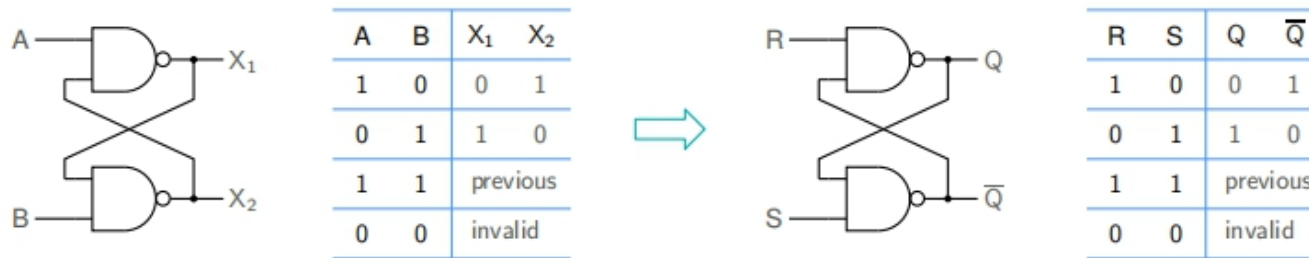 A
X₁
X₂
B
A B X₁ X₂
1 0 0 1
0 1 1 0
1 1 previous
0 0 invalid
R
Q
Q̅
S
R S Q Q̅
1 0 0 1
0 1 1 0
1 1 previous
0 0 invalid